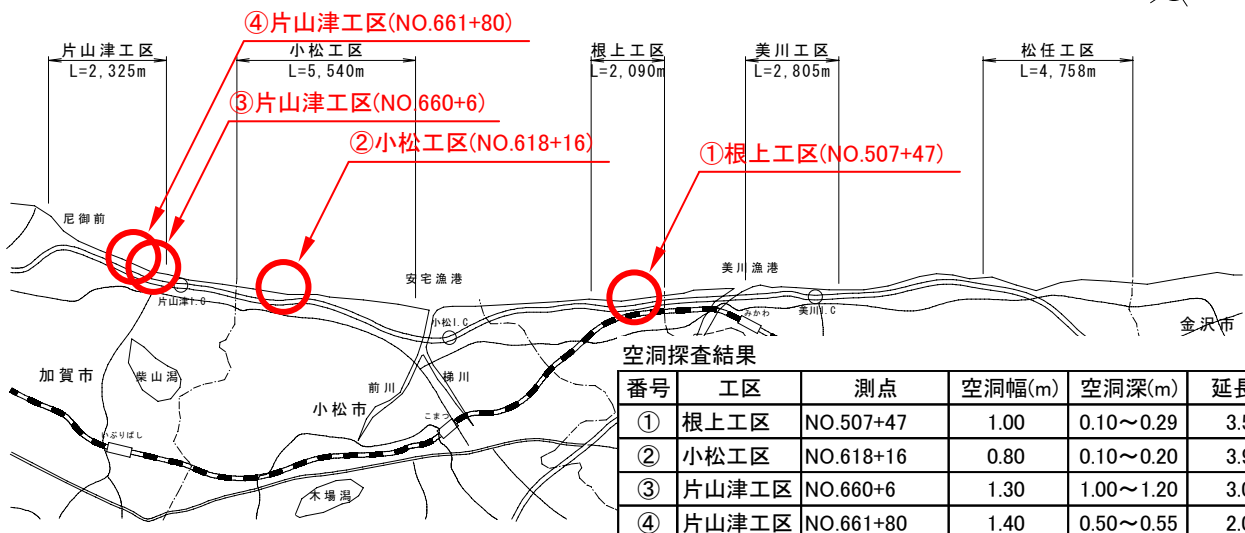 ④片山津工区(NO.661+80)
片山津工区
L=2,325m
小松工区
L=5,540m
根上工区
L=2,090m
美川工区
L=2,805m
松任工区
L=4,758m
③片山津工区(NO.660+6)
②小松工区(NO.618+16)
①根上工区(NO.507+47)
尼御前
片山津I.C
安宅漁港
美川漁港
小松I.C
みかわ
美川I.C
金沢市
加賀市
柴山潟
前川
梯川
小松市
こまつ
いぶりばし
木場潟
空洞探査結果
番号 工区 測点 空洞幅(m) 空洞深(m) 延長
① 根上工区 NO.507+47 1.00 0.10～0.29 3.5
② 小松工区 NO.618+16 0.80 0.10～0.20 3.9
③ 片山津工区 NO.660+6 1.30 1.00～1.20 3.0
④ 片山津工区 NO.661+80 1.40 0.50～0.55 2.0